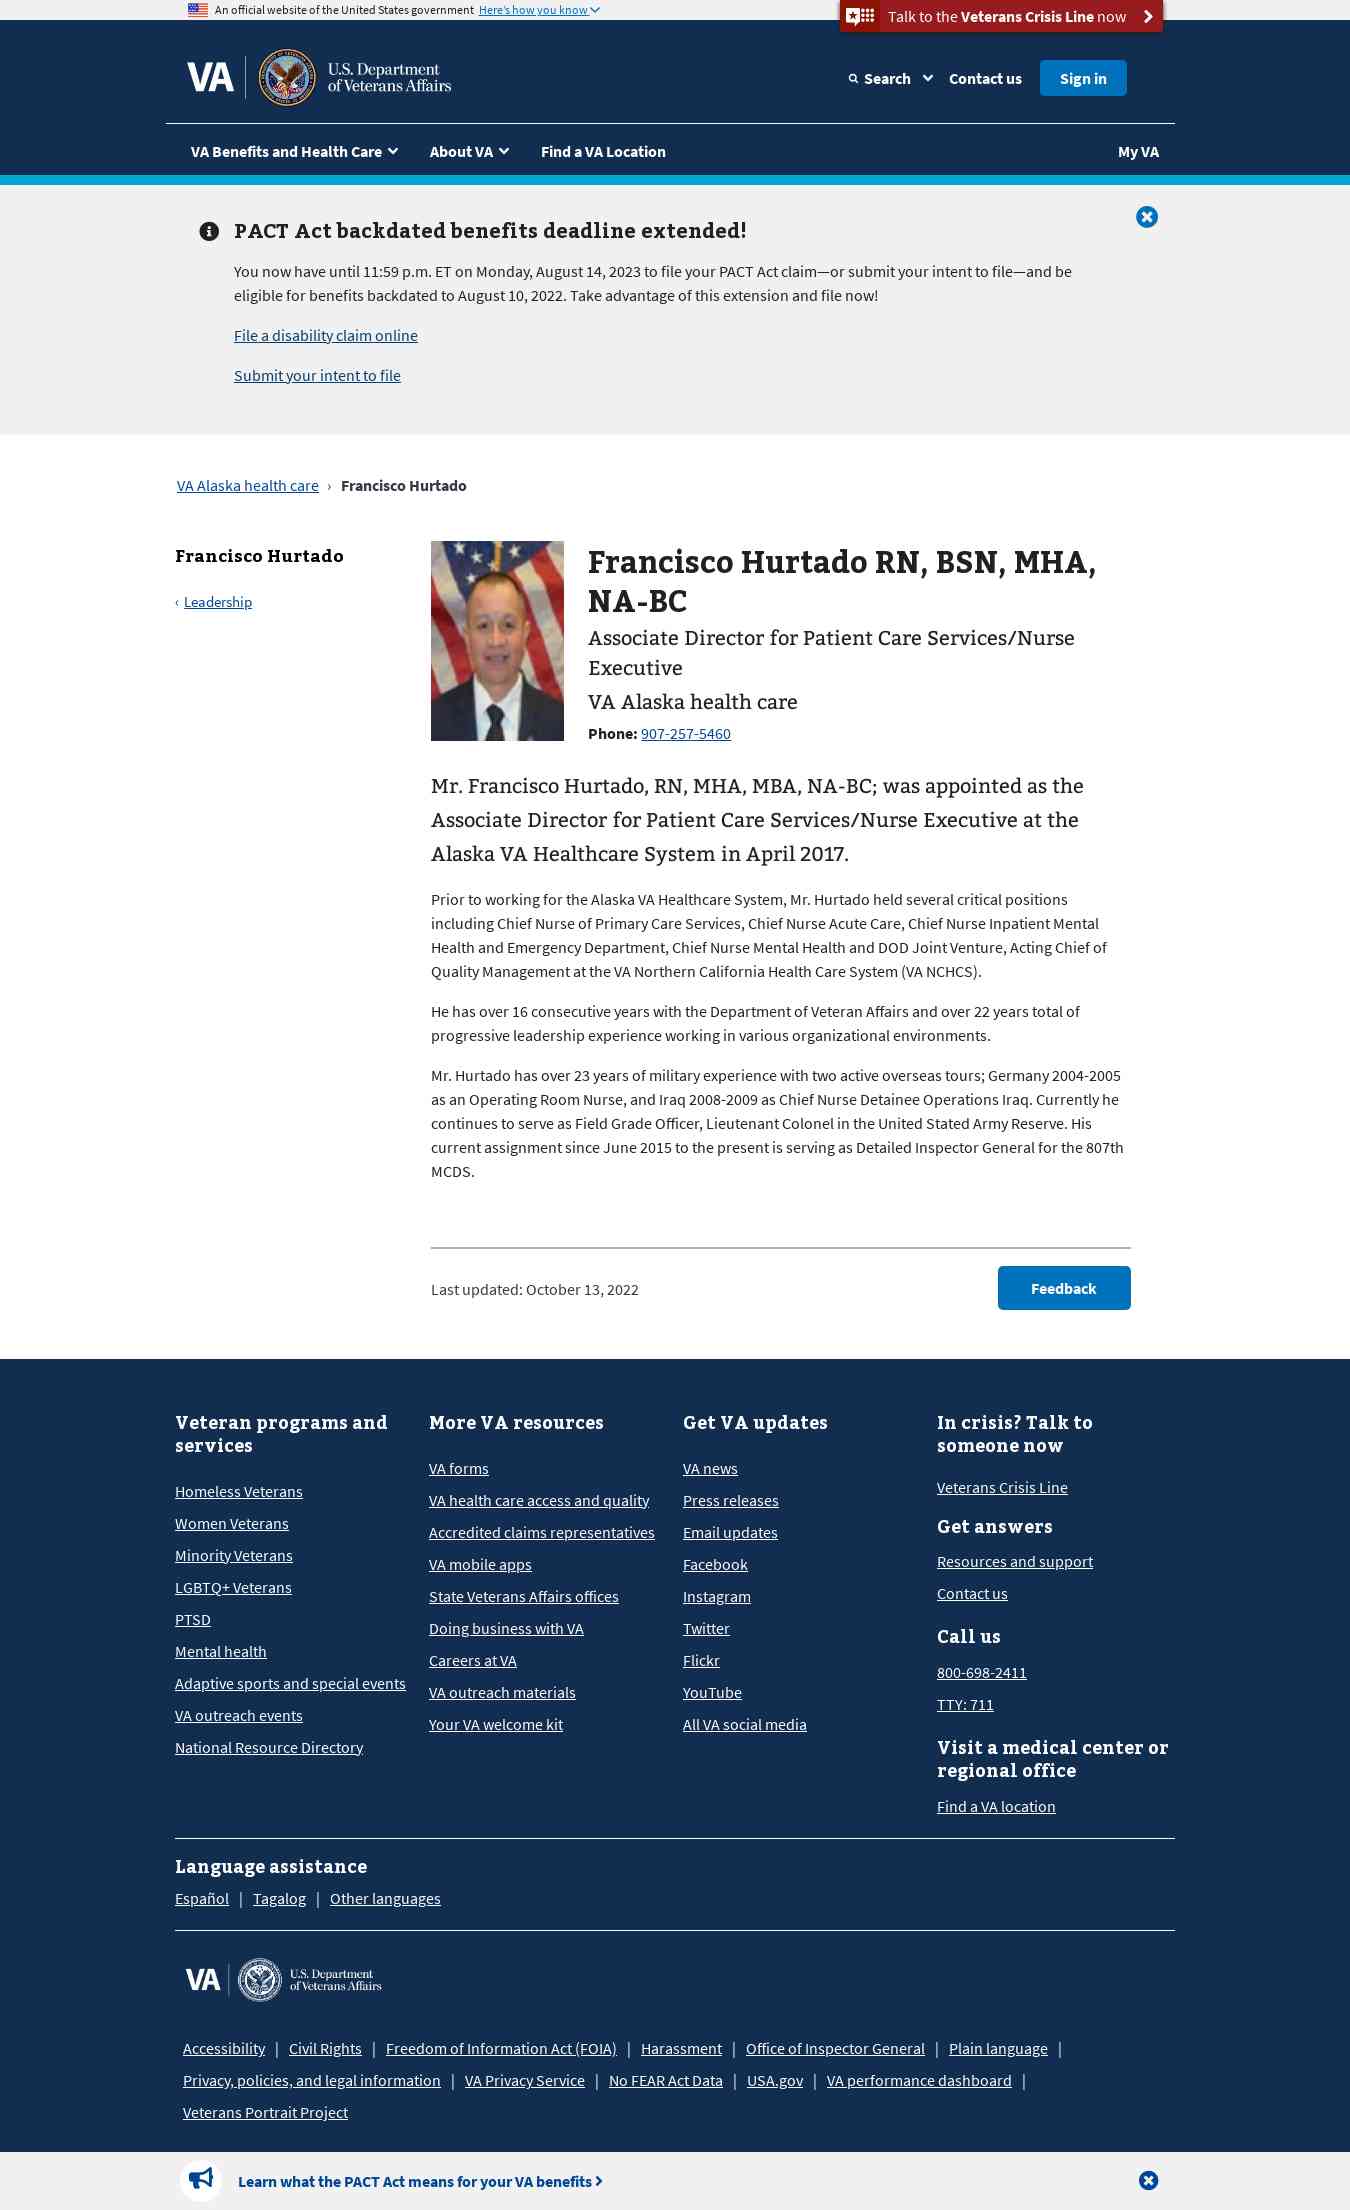 An official website of the United States government Here's how you know
Talk to the Veterans Crisis Line now
VA
U.S. Department
of Veterans Affairs
Search Contact us Sign in
VA Benefits and Health Care About VA Find a VA Location My VA
PACT Act backdated benefits deadline extended!
You now have until 11:59 p.m. ET on Monday, August 14, 2023 to file your PACT Act claim—or submit your intent to file—and be
eligible for benefits backdated to August 10, 2022. Take advantage of this extension and file now!
File a disability claim online
Submit your intent to file
VA Alaska health care › Francisco Hurtado
Francisco Hurtado
‹ Leadership
Francisco Hurtado RN, BSN, MHA,
NA-BC
Associate Director for Patient Care Services/Nurse
Executive
VA Alaska health care
Phone: 907-257-5460
Mr. Francisco Hurtado, RN, MHA, MBA, NA-BC; was appointed as the
Associate Director for Patient Care Services/Nurse Executive at the
Alaska VA Healthcare System in April 2017.
Prior to working for the Alaska VA Healthcare System, Mr. Hurtado held several critical positions
including Chief Nurse of Primary Care Services, Chief Nurse Acute Care, Chief Nurse Inpatient Mental
Health and Emergency Department, Chief Nurse Mental Health and DOD Joint Venture, Acting Chief of
Quality Management at the VA Northern California Health Care System (VA NCHCS).
He has over 16 consecutive years with the Department of Veteran Affairs and over 22 years total of
progressive leadership experience working in various organizational environments.
Mr. Hurtado has over 23 years of military experience with two active overseas tours; Germany 2004-2005
as an Operating Room Nurse, and Iraq 2008-2009 as Chief Nurse Detainee Operations Iraq. Currently he
continues to serve as Field Grade Officer, Lieutenant Colonel in the United Stated Army Reserve. His
current assignment since June 2015 to the present is serving as Detailed Inspector General for the 807th
MCDS.
Last updated: October 13, 2022
Feedback
Veteran programs and
services
Homeless Veterans
Women Veterans
Minority Veterans
LGBTQ+ Veterans
PTSD
Mental health
Adaptive sports and special events
VA outreach events
National Resource Directory
More VA resources
VA forms
VA health care access and quality
Accredited claims representatives
VA mobile apps
State Veterans Affairs offices
Doing business with VA
Careers at VA
VA outreach materials
Your VA welcome kit
Get VA updates
VA news
Press releases
Email updates
Facebook
Instagram
Twitter
Flickr
YouTube
All VA social media
In crisis? Talk to
someone now
Veterans Crisis Line
Get answers
Resources and support
Contact us
Call us
800-698-2411
TTY: 711
Visit a medical center or
regional office
Find a VA location
Language assistance
Español | Tagalog | Other languages
VA
U.S. Department
of Veterans Affairs
Accessibility | Civil Rights | Freedom of Information Act (FOIA) | Harassment | Office of Inspector General | Plain language |
Privacy, policies, and legal information | VA Privacy Service | No FEAR Act Data | USA.gov | VA performance dashboard |
Veterans Portrait Project
Learn what the PACT Act means for your VA benefits